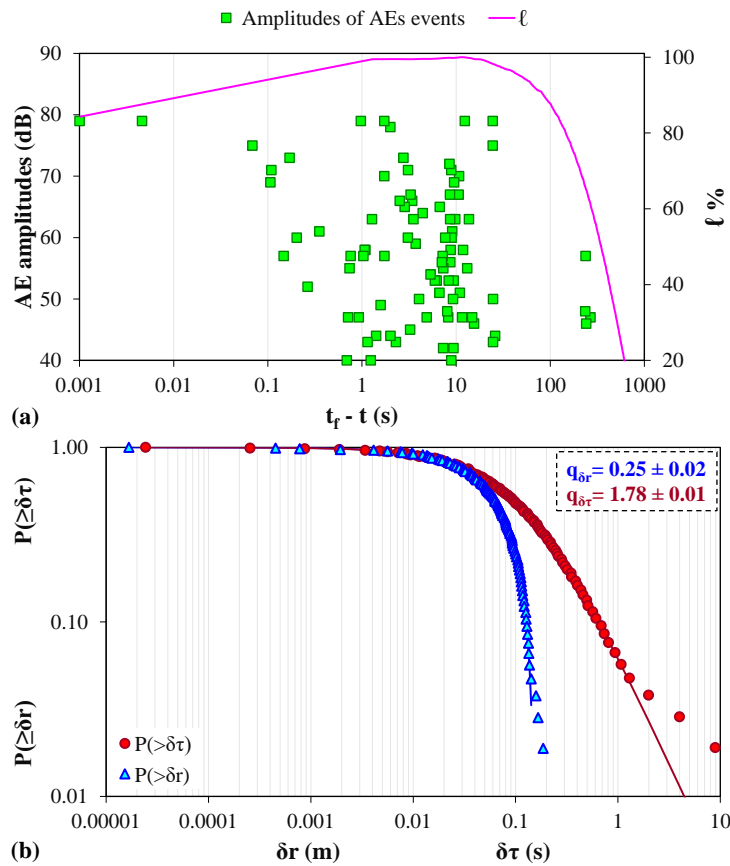 Amplitudes of AEs events ℓ
90
80
70
60
50
40
AE amplitudes (dB)
100
80
60
40
20
ℓ %
0.001 0.01 0.1 1 10 100 1000
(a) t_f - t (s)
1.00
0.10
0.01
P(≥δτ)
P(≥δr)
q_δr= 0.25 ± 0.02
q_δτ= 1.78 ± 0.01
P(>δτ)
P(>δr)
0.00001 0.0001 0.001 0.01 0.1 1 10
(b) δr (m) δτ (s)